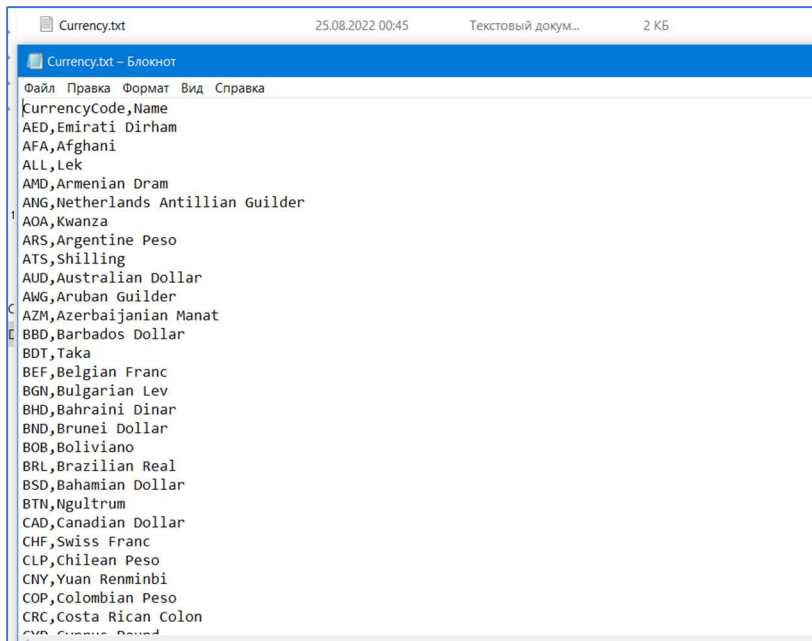 Currency.txt 25.08.2022 00:45 Текстовый докум... 2 КБ
Currency.txt – Блокнот
Файл Правка Формат Вид Справка
CurrencyCode,Name
AED,Emirati Dirham
AFA,Afghani
ALL,Lek
AMD,Armenian Dram
ANG,Netherlands Antillian Guilder
AOA,Kwanza
ARS,Argentine Peso
ATS,Shilling
AUD,Australian Dollar
AWG,Aruban Guilder
AZM,Azerbaijanian Manat
BBD,Barbados Dollar
BDT,Taka
BEF,Belgian Franc
BGN,Bulgarian Lev
BHD,Bahraini Dinar
BND,Brunei Dollar
BOB,Boliviano
BRL,Brazilian Real
BSD,Bahamian Dollar
BTN,Ngultrum
CAD,Canadian Dollar
CHF,Swiss Franc
CLP,Chilean Peso
CNY,Yuan Renminbi
COP,Colombian Peso
CRC,Costa Rican Colon